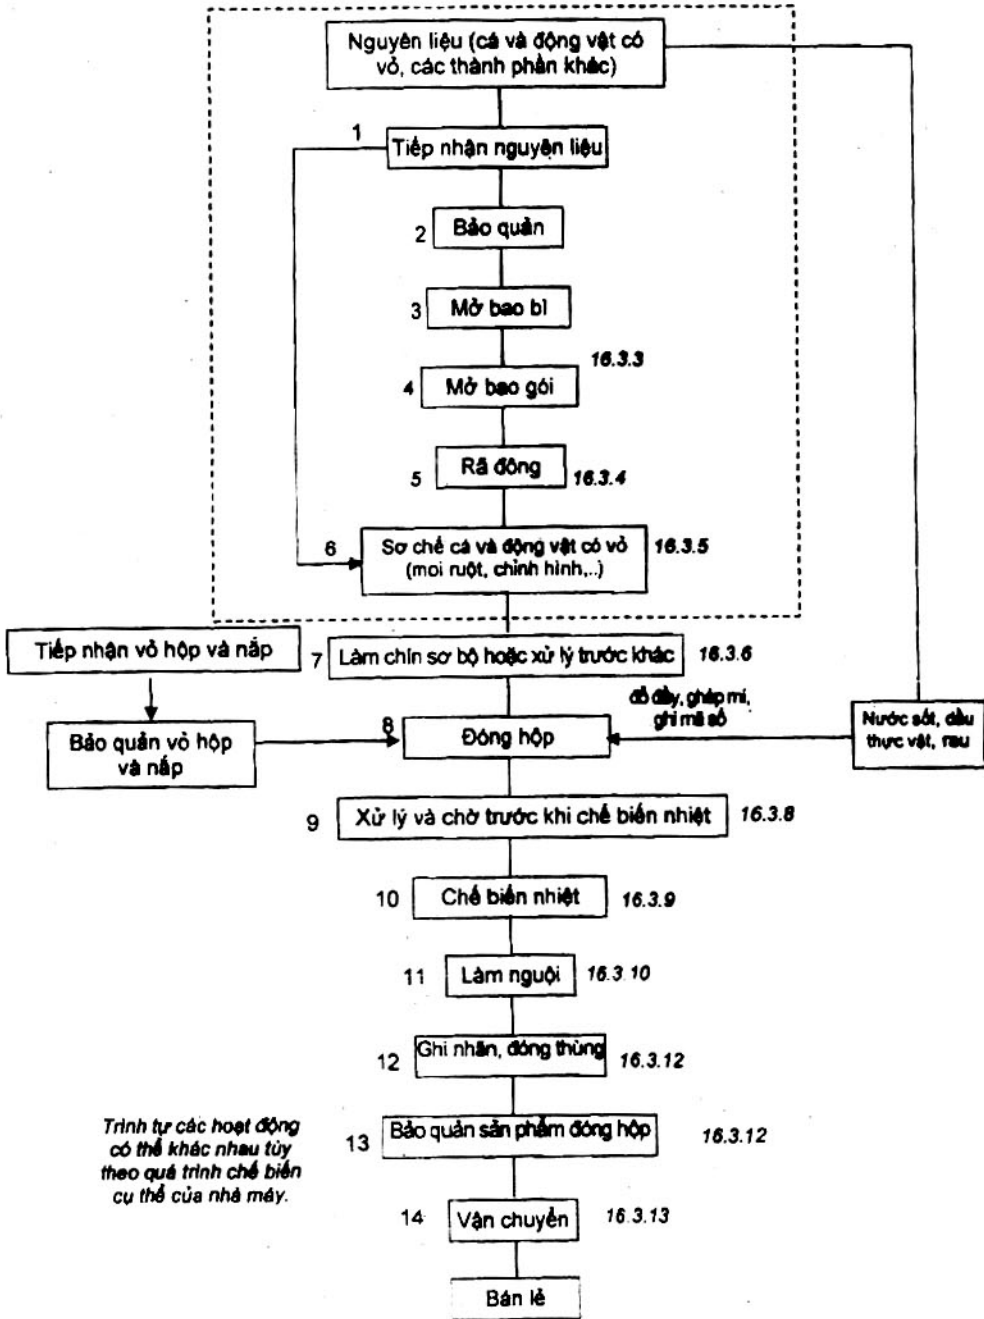 Nguyên liệu (cá và động vật có
vỏ, các thành phần khác)
1
Tiếp nhận nguyên liệu
2
Bảo quản
3
Mở bao bì
16.3.3
4
Mở bao gói
5
Rã đông
16.3.4
6
Sơ chế cá và động vật có vỏ
(moi ruột, chỉnh hình,..)
16.3.5
Tiếp nhận vỏ hộp và nắp
7
Làm chín sơ bộ hoặc xử lý trước khác
16.3.6
Bảo quản vỏ hộp
và nắp
8
Đóng hộp
đổ đầy, ghép mí,
ghi mã số
Nước sốt, dầu
thực vật, rau
9
Xử lý và chờ trước khi chế biến nhiệt
16.3.8
10
Chế biến nhiệt
16.3.9
11
Làm nguội
16.3.10
12
Ghi nhãn, đóng thùng
16.3.12
13
Bảo quản sản phẩm đóng hộp
16.3.12
Trình tự các hoạt động
có thể khác nhau tùy
theo quá trình chế biến
cụ thể của nhà máy.
14
Vận chuyển
16.3.13
Bán lẻ